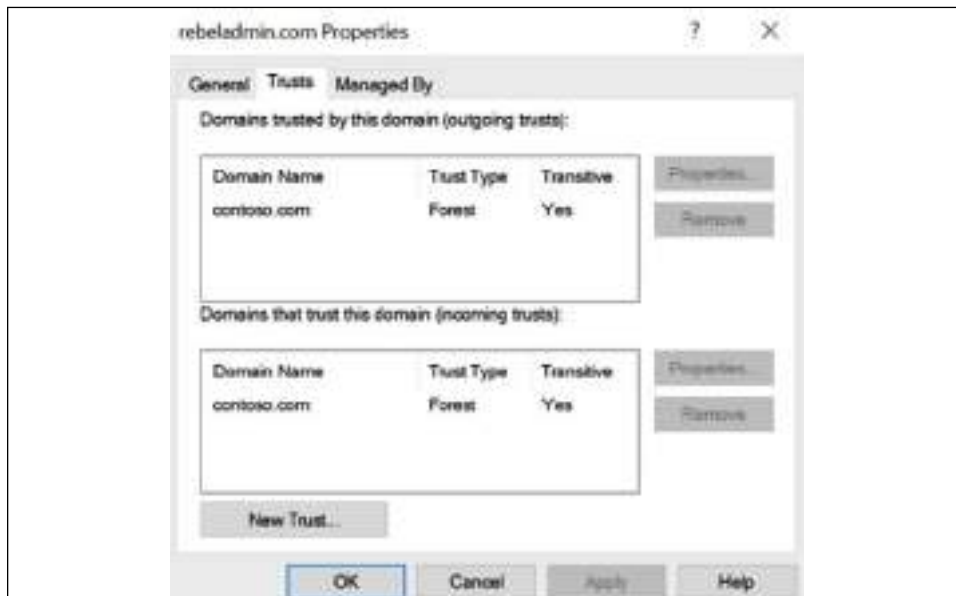 rebeladmin.com Properties ? ✕
General Trusts Managed By
Domains trusted by this domain (outgoing trusts):
Domain Name Trust Type Transitive
contoso.com Forest Yes
Properties...
Remove
Domains that trust this domain (incoming trusts):
Domain Name Trust Type Transitive
contoso.com Forest Yes
Properties...
Remove
New Trust...
OK Cancel Apply Help